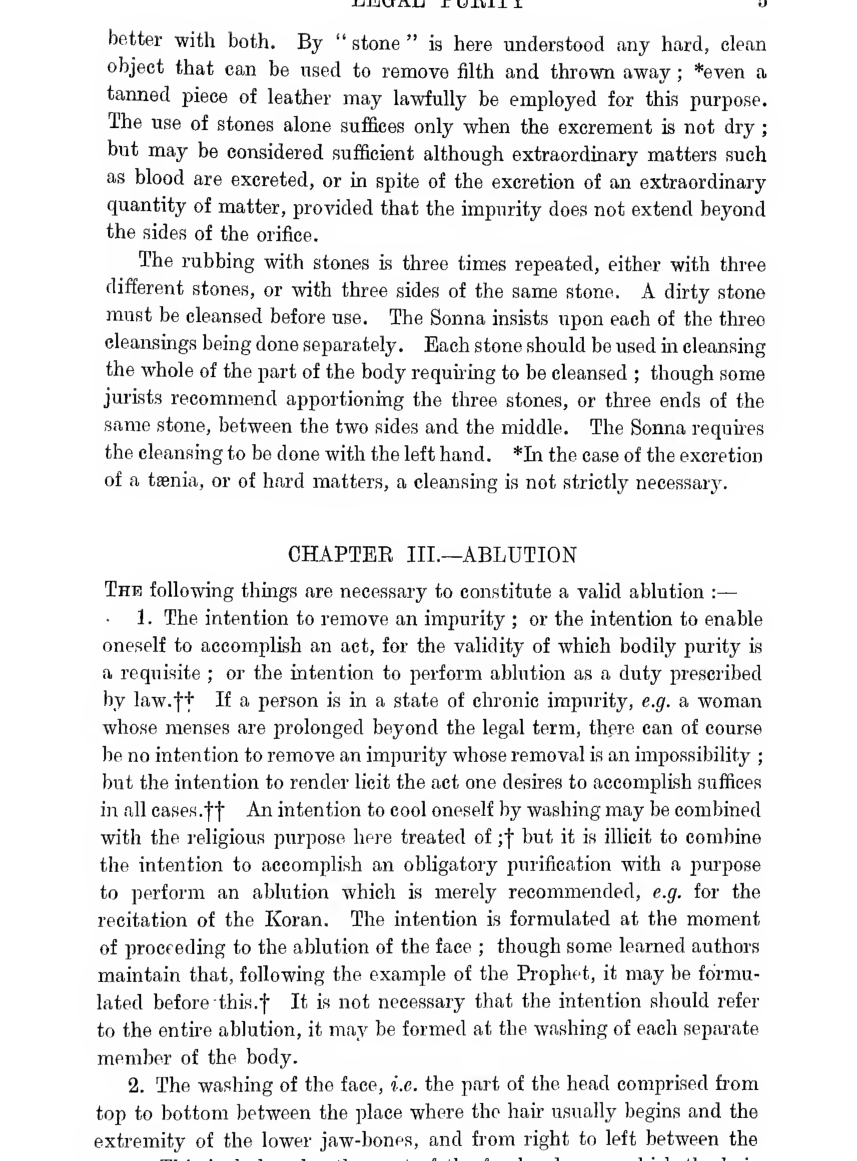 LEGAL PURITY 5
better with both. By “ stone ” is here understood any hard, clean
object that can be used to remove filth and thrown away ; *even a
tanned piece of leather may lawfully be employed for this purpose.
The use of stones alone suffices only when the excrement is not dry ;
but may be considered sufficient although extraordinary matters such
as blood are excreted, or in spite of the excretion of an extraordinary
quantity of matter, provided that the impurity does not extend beyond
the sides of the orifice.
The rubbing with stones is three times repeated, either with three
different stones, or with three sides of the same stone. A dirty stone
must be cleansed before use. The Sonna insists upon each of the three
cleansings being done separately. Each stone should be used in cleansing
the whole of the part of the body requiring to be cleansed ; though some
jurists recommend apportioning the three stones, or three ends of the
same stone, between the two sides and the middle. The Sonna requires
the cleansing to be done with the left hand. *In the case of the excretion
of a tænia, or of hard matters, a cleansing is not strictly necessary.
CHAPTER III.—ABLUTION
THE following things are necessary to constitute a valid ablution :—
1. The intention to remove an impurity ; or the intention to enable
oneself to accomplish an act, for the validity of which bodily purity is
a requisite ; or the intention to perform ablution as a duty prescribed
by law.†† If a person is in a state of chronic impurity, e.g. a woman
whose menses are prolonged beyond the legal term, there can of course
be no intention to remove an impurity whose removal is an impossibility ;
but the intention to render licit the act one desires to accomplish suffices
in all cases.†† An intention to cool oneself by washing may be combined
with the religious purpose here treated of ;† but it is illicit to combine
the intention to accomplish an obligatory purification with a purpose
to perform an ablution which is merely recommended, e.g. for the
recitation of the Koran. The intention is formulated at the moment
of proceeding to the ablution of the face ; though some learned authors
maintain that, following the example of the Prophet, it may be formu-
lated before this.† It is not necessary that the intention should refer
to the entire ablution, it may be formed at the washing of each separate
member of the body.
2. The washing of the face, i.e. the part of the head comprised from
top to bottom between the place where the hair usually begins and the
extremity of the lower jaw-bones, and from right to left between the